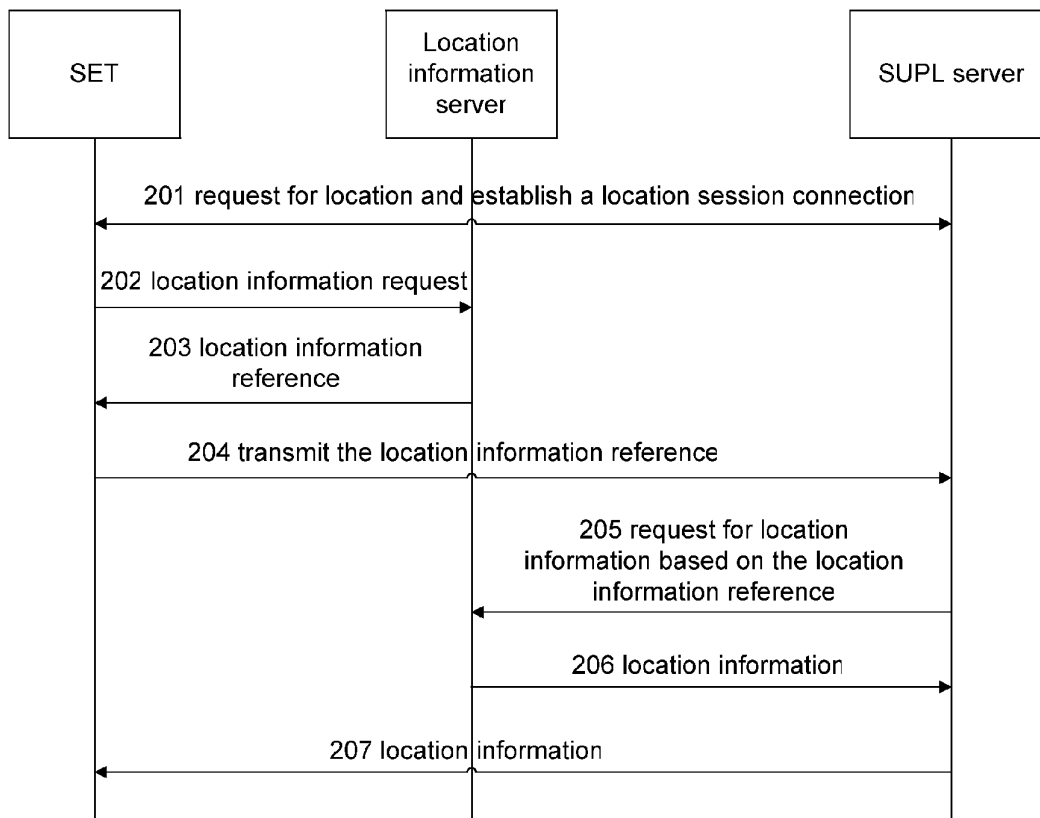 SET
Location
information
server
SUPL server
201 request for location and establish a location session connection
202 location information request
203 location information
reference
204 transmit the location information reference
205 request for location
information based on the location
information reference
206 location information
207 location information